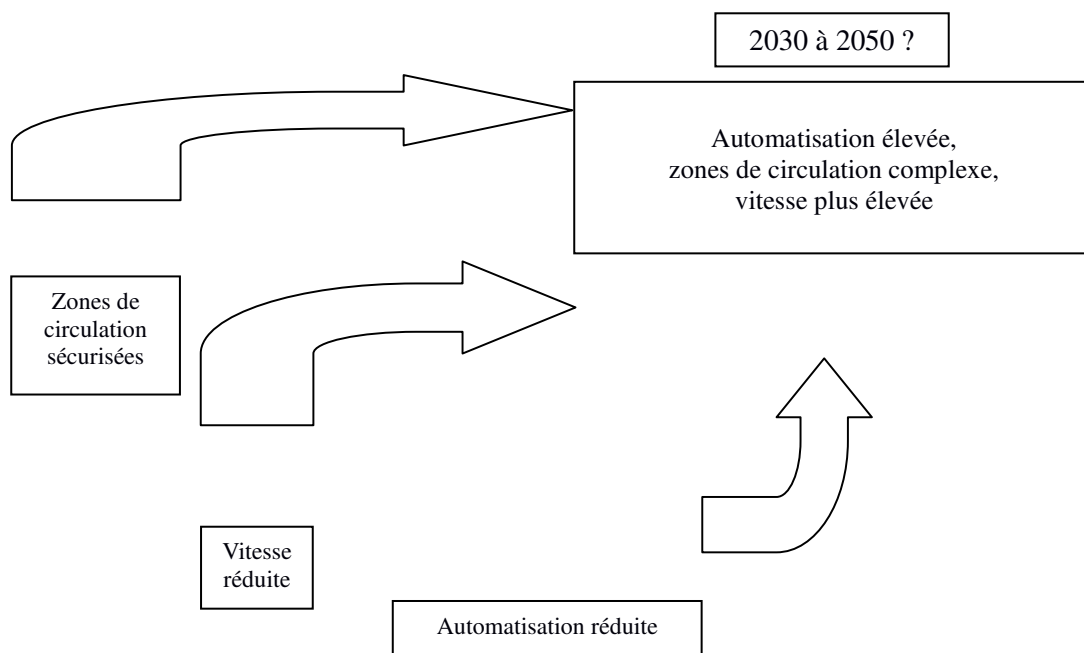 2030 à 2050 ?
Automatisation élevée,
zones de circulation complexe,
vitesse plus élevée
Zones de
circulation
sécurisées
Vitesse
réduite
Automatisation réduite